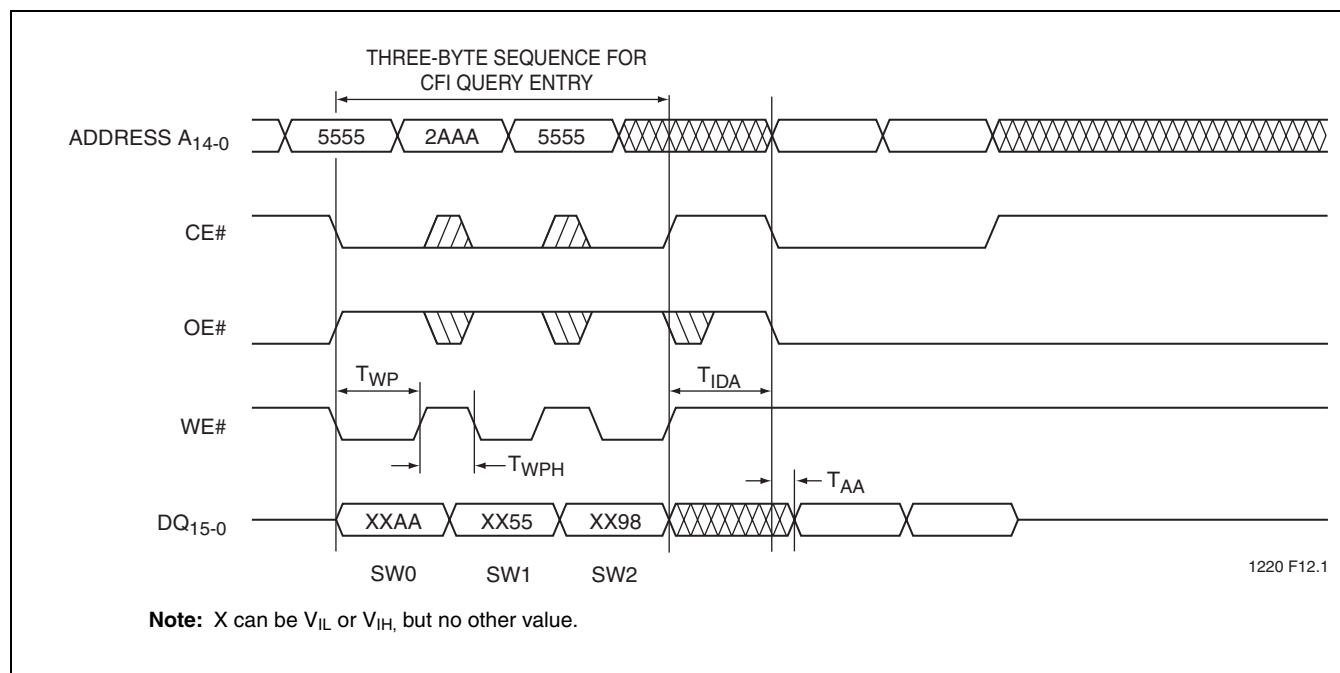 THREE-BYTE SEQUENCE FOR
CFI QUERY ENTRY
ADDRESS A14-0
5555 2AAA 5555
CE#
OE#
TWP TIDA
WE#
TWPH
TAA
DQ15-0
XXAA XX55 XX98
SW0 SW1 SW2
1220 F12.1
Note: X can be VIL or VIH, but no other value.